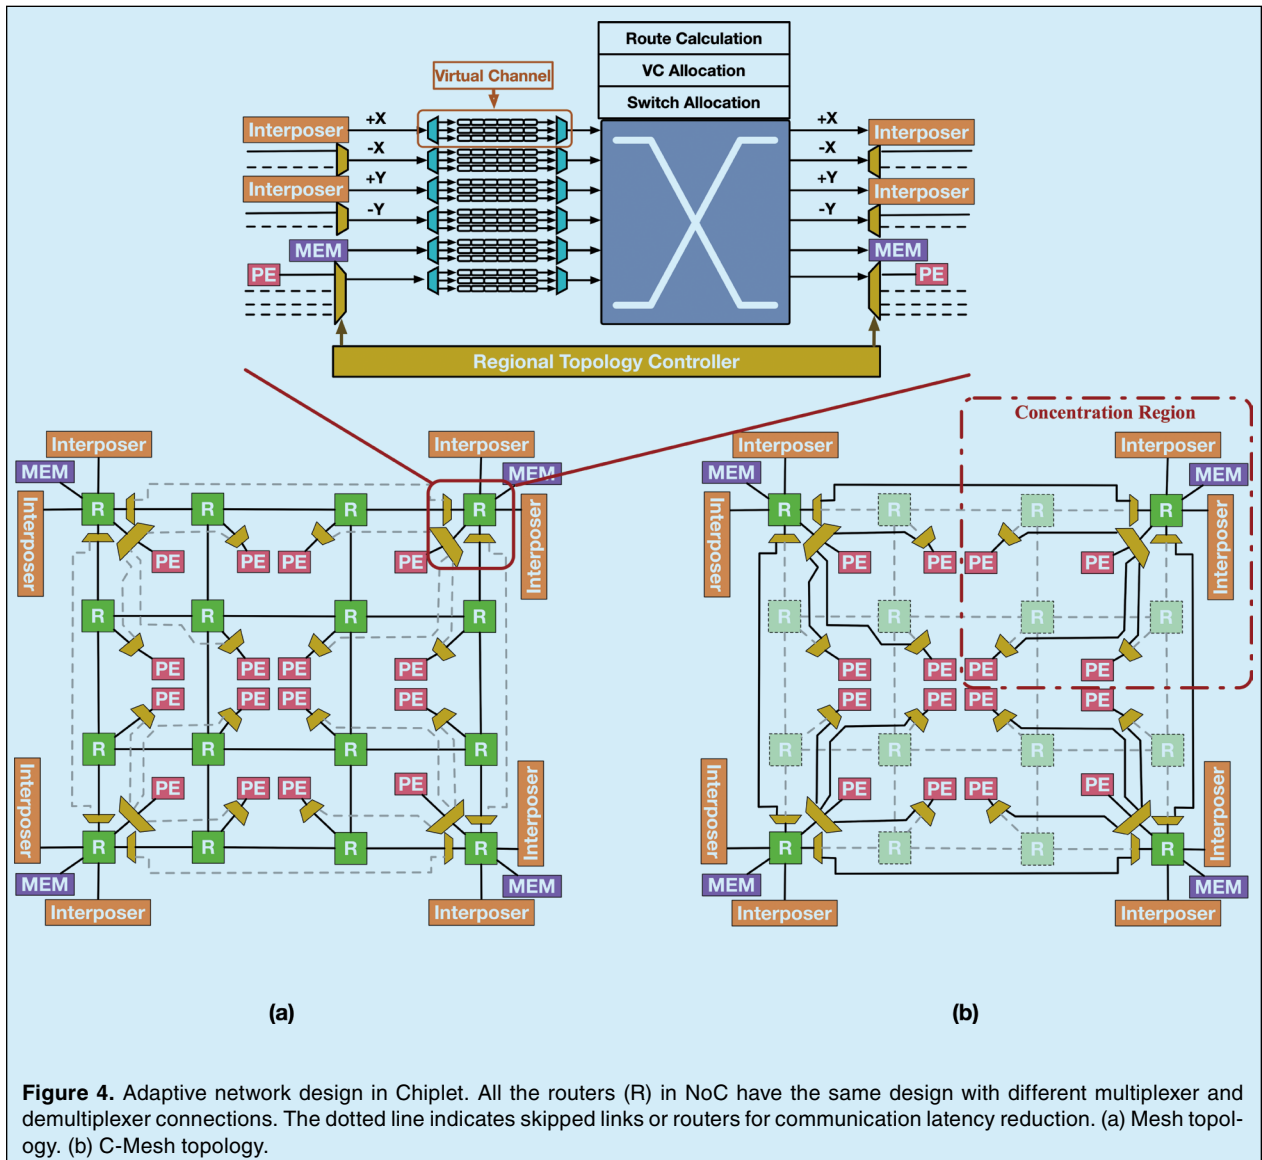 Route Calculation
VC Allocation
Switch Allocation
Virtual Channel
Interposer +X +X Interposer
-X -X
Interposer +Y +Y Interposer
-Y -Y
MEM MEM
PE PE
Regional Topology Controller
Concentration Region
Interposer Interposer Interposer Interposer
MEM MEM MEM MEM
Interposer R R R R Interposer Interposer R R R R Interposer
PE PE PE PE PE PE PE PE
R R R R R R R R
PE PE PE PE PE PE PE PE
PE PE PE PE PE PE PE PE
R R R R R R R R
Interposer PE PE PE PE Interposer Interposer PE PE PE PE Interposer
R R R R R R R R
MEM MEM MEM MEM
Interposer Interposer Interposer Interposer
(a) (b)
Figure 4. Adaptive network design in Chiplet. All the routers (R) in NoC have the same design with different multiplexer and
demultiplexer connections. The dotted line indicates skipped links or routers for communication latency reduction. (a) Mesh topol-
ogy. (b) C-Mesh topology.